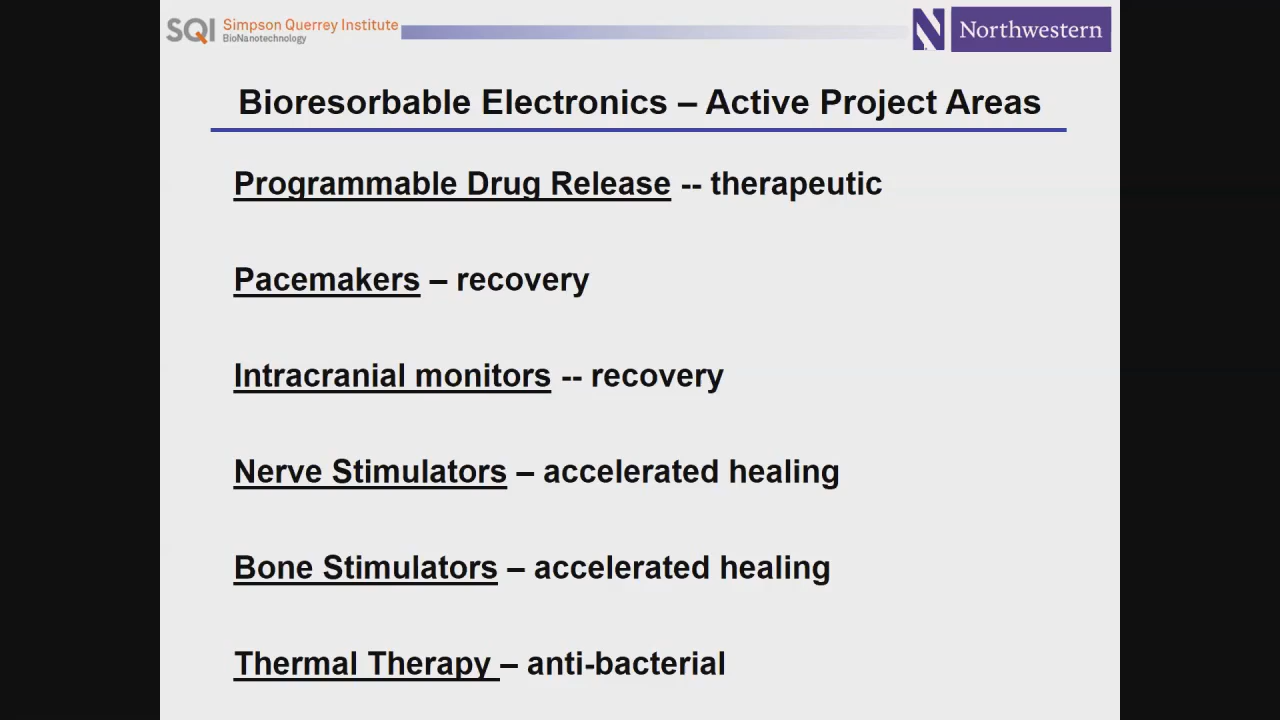 SQI Simpson Querrey Institute
BioNanotechnology
N Northwestern
Bioresorbable Electronics – Active Project Areas
Programmable Drug Release -- therapeutic
Pacemakers – recovery
Intracranial monitors -- recovery
Nerve Stimulators – accelerated healing
Bone Stimulators – accelerated healing
Thermal Therapy – anti-bacterial